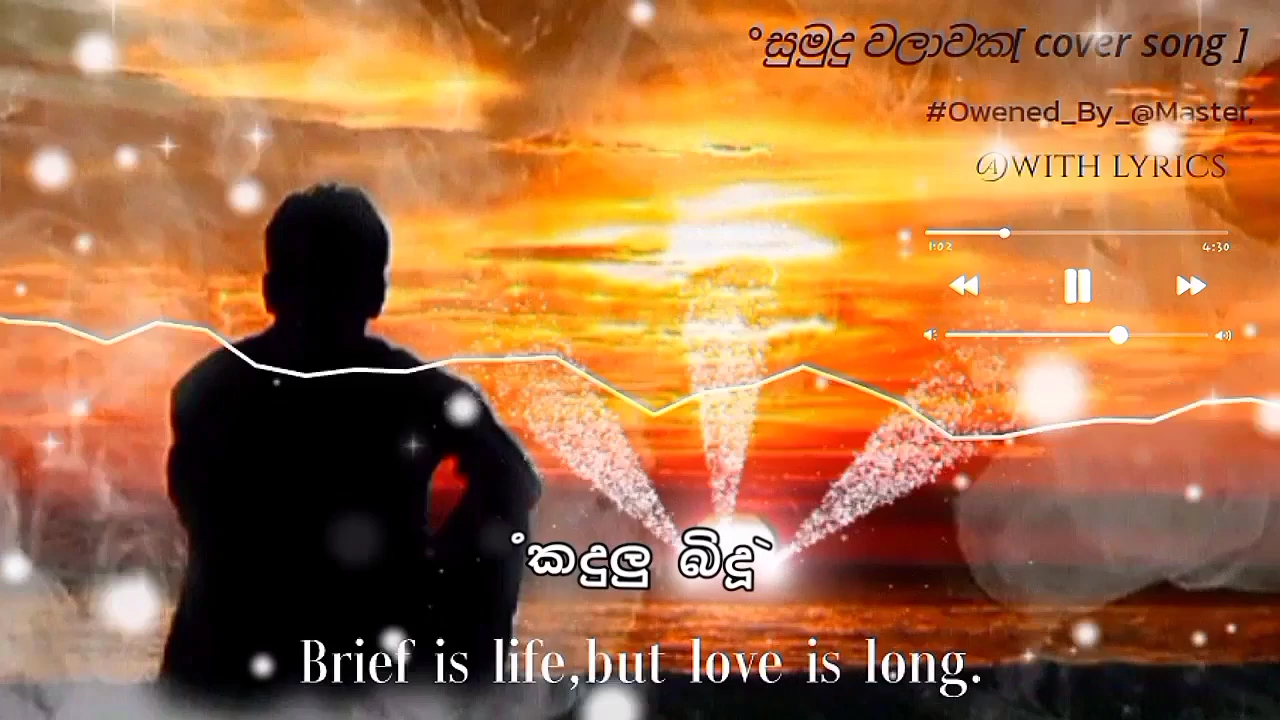 °සුමුදු වලාවක[ cover song ]
#Owened_By_@Master,
@WITH LYRICS
1:02
4:30
°කදුලු බිදූ`
Brief is life,but love is long.